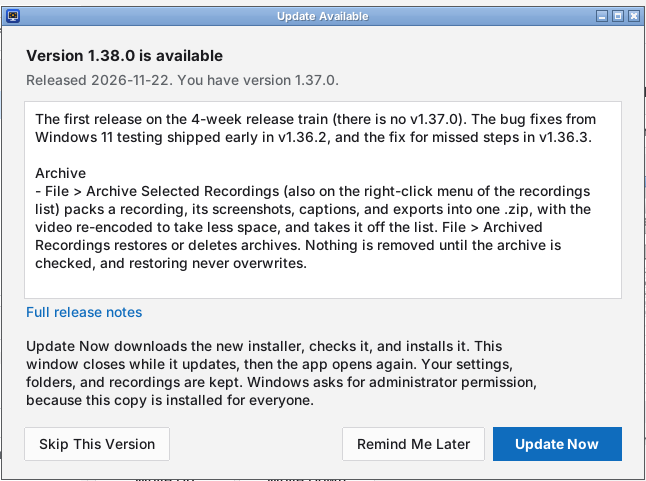 Update Available
Version 1.38.0 is available
Released 2026-11-22. You have version 1.37.0.
The first release on the 4-week release train (there is no v1.37.0). The bug fixes from
Windows 11 testing shipped early in v1.36.2, and the fix for missed steps in v1.36.3.
Archive
- File > Archive Selected Recordings (also on the right-click menu of the recordings
list) packs a recording, its screenshots, captions, and exports into one .zip, with the
video re-encoded to take less space, and takes it off the list. File > Archived
Recordings restores or deletes archives. Nothing is removed until the archive is
checked, and restoring never overwrites.
Full release notes
Update Now downloads the new installer, checks it, and installs it. This
window closes while it updates, then the app opens again. Your settings,
folders, and recordings are kept. Windows asks for administrator permission,
because this copy is installed for everyone.
Skip This Version
Remind Me Later
Update Now